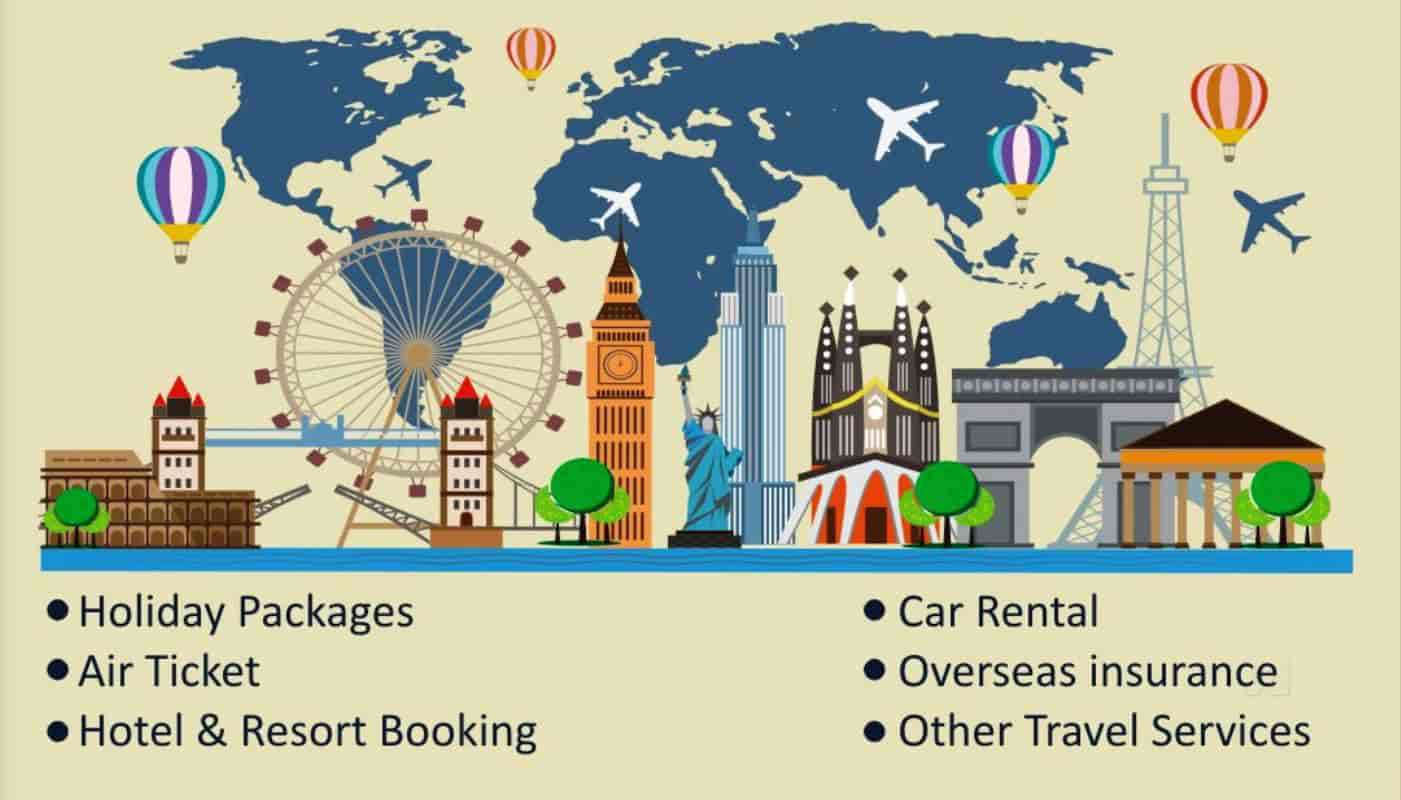 ● Holiday Packages
● Air Ticket
● Hotel & Resort Booking
● Car Rental
● Overseas insurance
● Other Travel Services